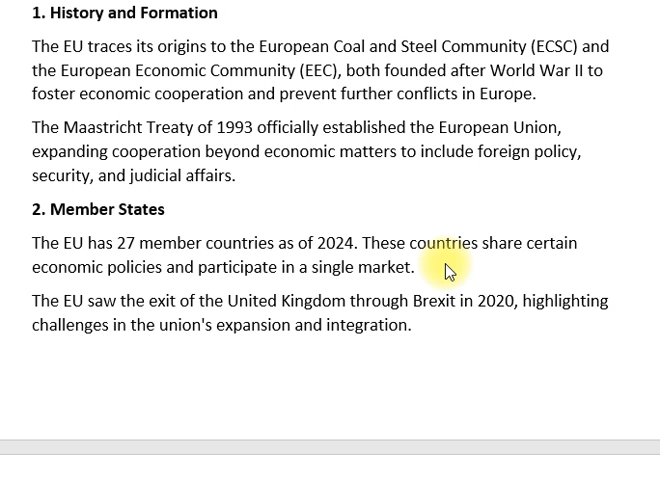 1. History and Formation
The EU traces its origins to the European Coal and Steel Community (ECSC) and
the European Economic Community (EEC), both founded after World War II to
foster economic cooperation and prevent further conflicts in Europe.
The Maastricht Treaty of 1993 officially established the European Union,
expanding cooperation beyond economic matters to include foreign policy,
security, and judicial affairs.
2. Member States
The EU has 27 member countries as of 2024. These countries share certain
economic policies and participate in a single market.
The EU saw the exit of the United Kingdom through Brexit in 2020, highlighting
challenges in the union's expansion and integration.